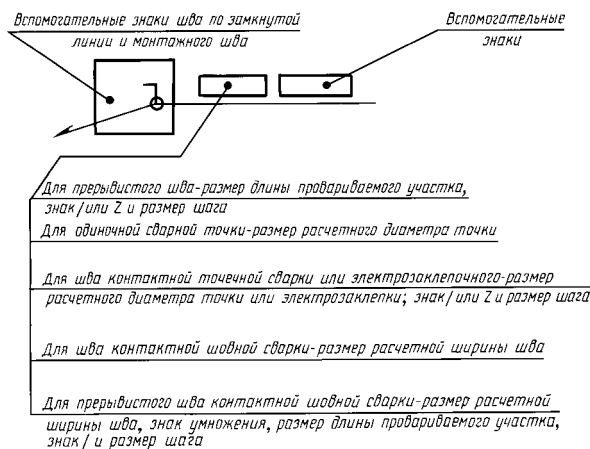 Вспомогательные знаки шва по замкнутой
линии и монтажного шва
Вспомогательные
знаки
Для прерывистого шва-размер длины провариваемого участка,
знак/или Z и размер шага
Для одиночной сварной точки-размер расчетного диаметра точки
Для шва контактной точечной сварки или электрозаклепочного-размер
расчетного диаметра точки или электрозаклепки; знак/или Z и размер шага
Для шва контактной шовной сварки-размер расчетной ширины шва
Для прерывистого шва контактной шовной сварки-размер расчетной
ширины шва, знак умножения, размер длины провариваемого участка,
знак / и размер шага